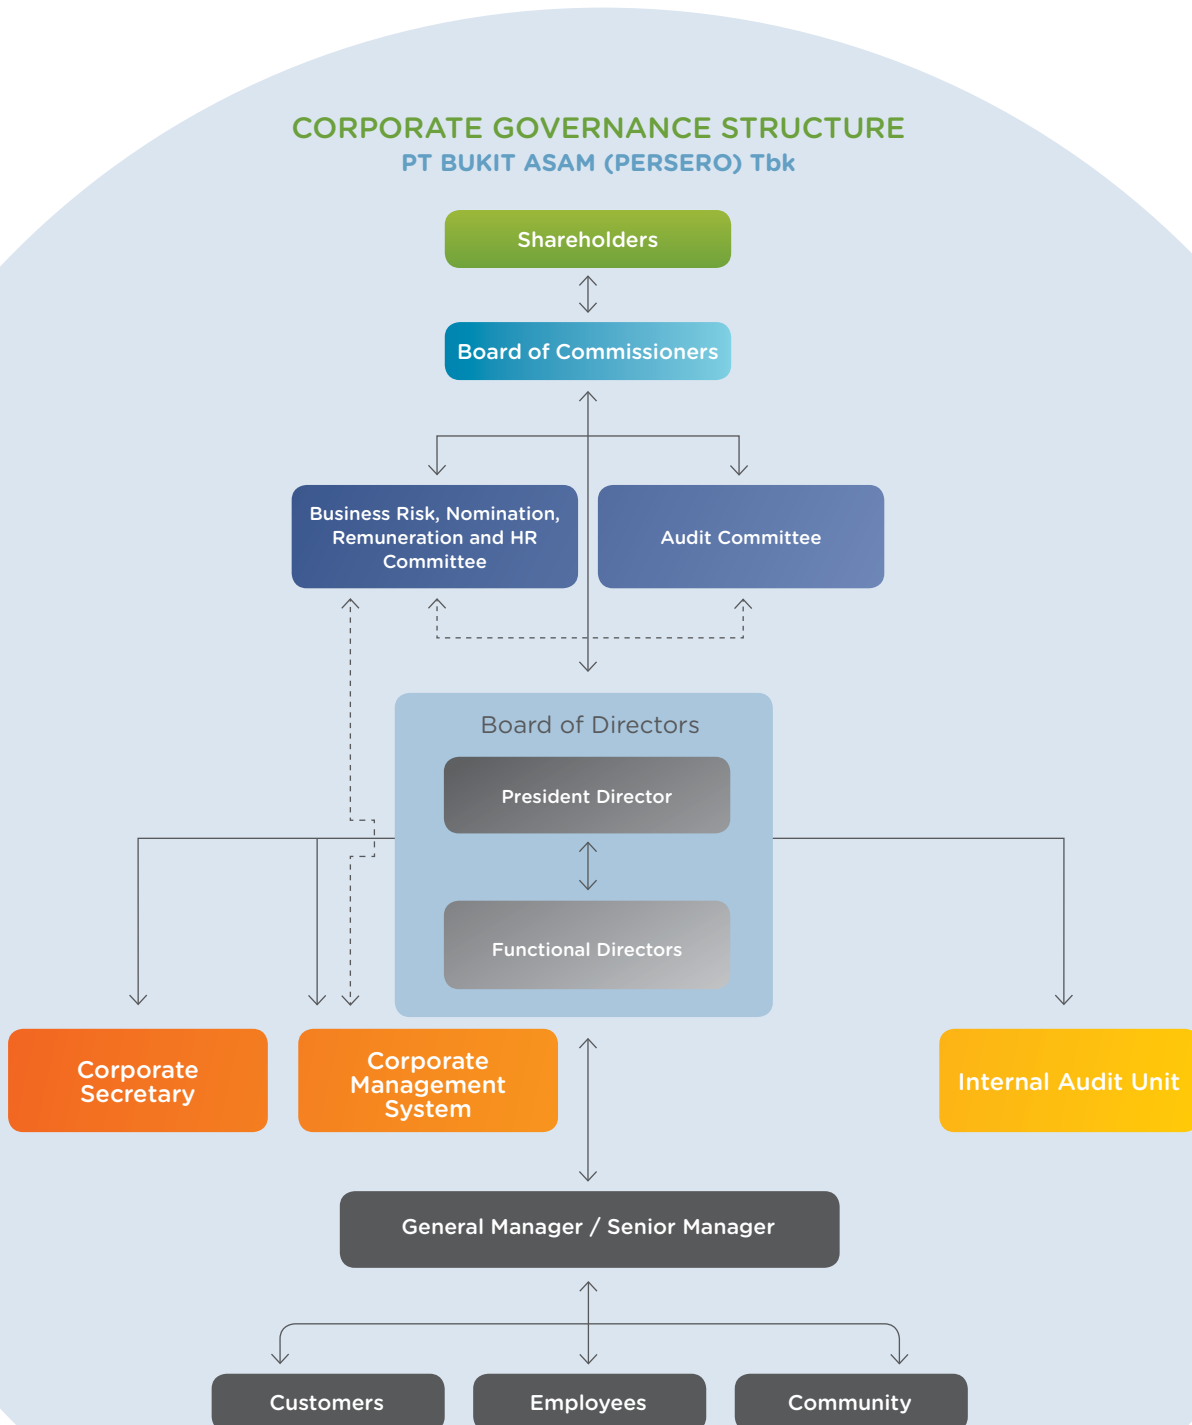 CORPORATE GOVERNANCE STRUCTURE
PT BUKIT ASAM (PERSERO) Tbk
Shareholders
Board of Commissioners
Business Risk, Nomination,
Remuneration and HR
Committee
Audit Committee
Board of Directors
President Director
Functional Directors
Corporate
Secretary
Corporate
Management
System
Internal Audit Unit
General Manager / Senior Manager
Customers
Employees
Community